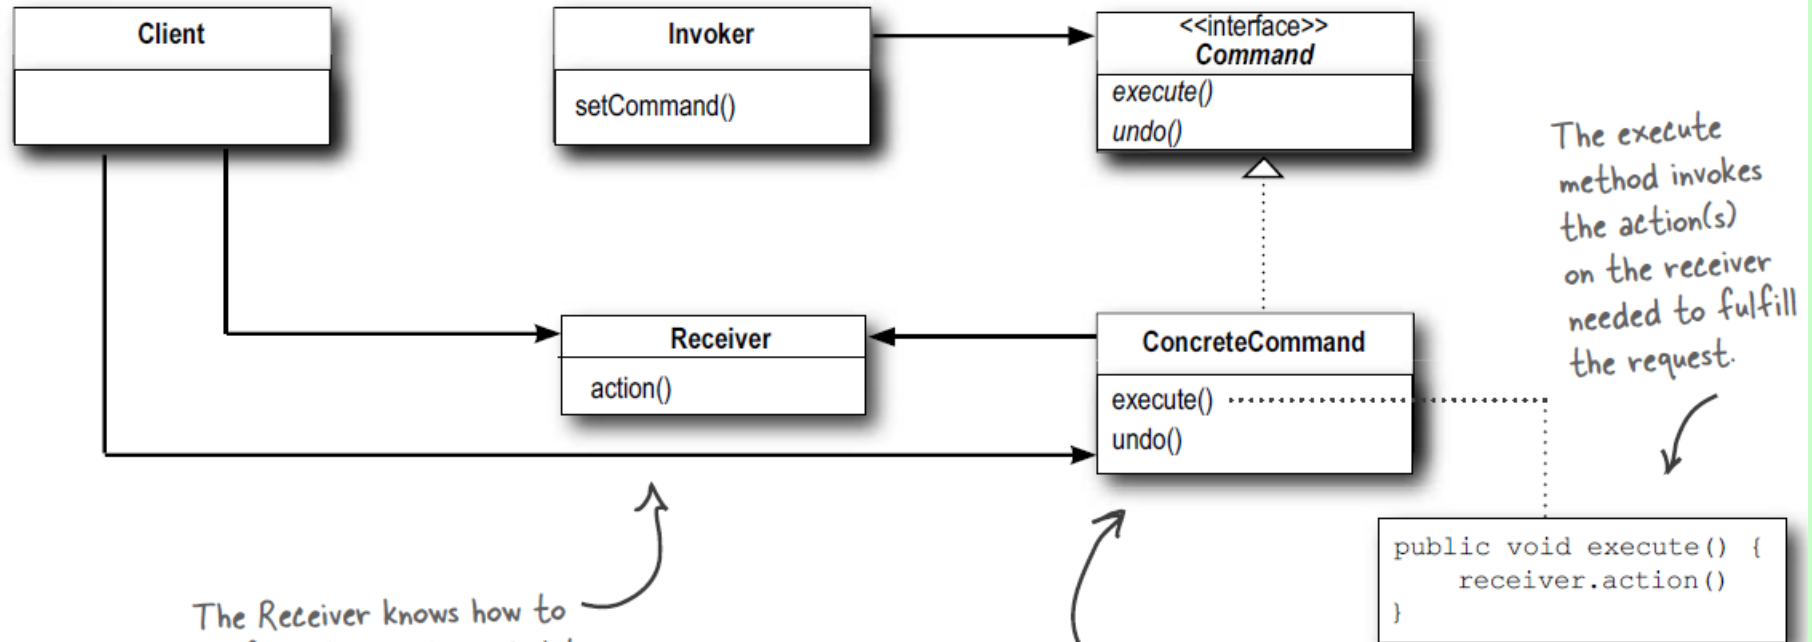 Client
Invoker
setCommand()
<<interface>>
Command
execute()
undo()
The execute
method invokes
the action(s)
on the receiver
needed to fulfill
the request.
Receiver
action()
ConcreteCommand
execute()
undo()
public void execute() {
receiver.action()
}
The Receiver knows how to